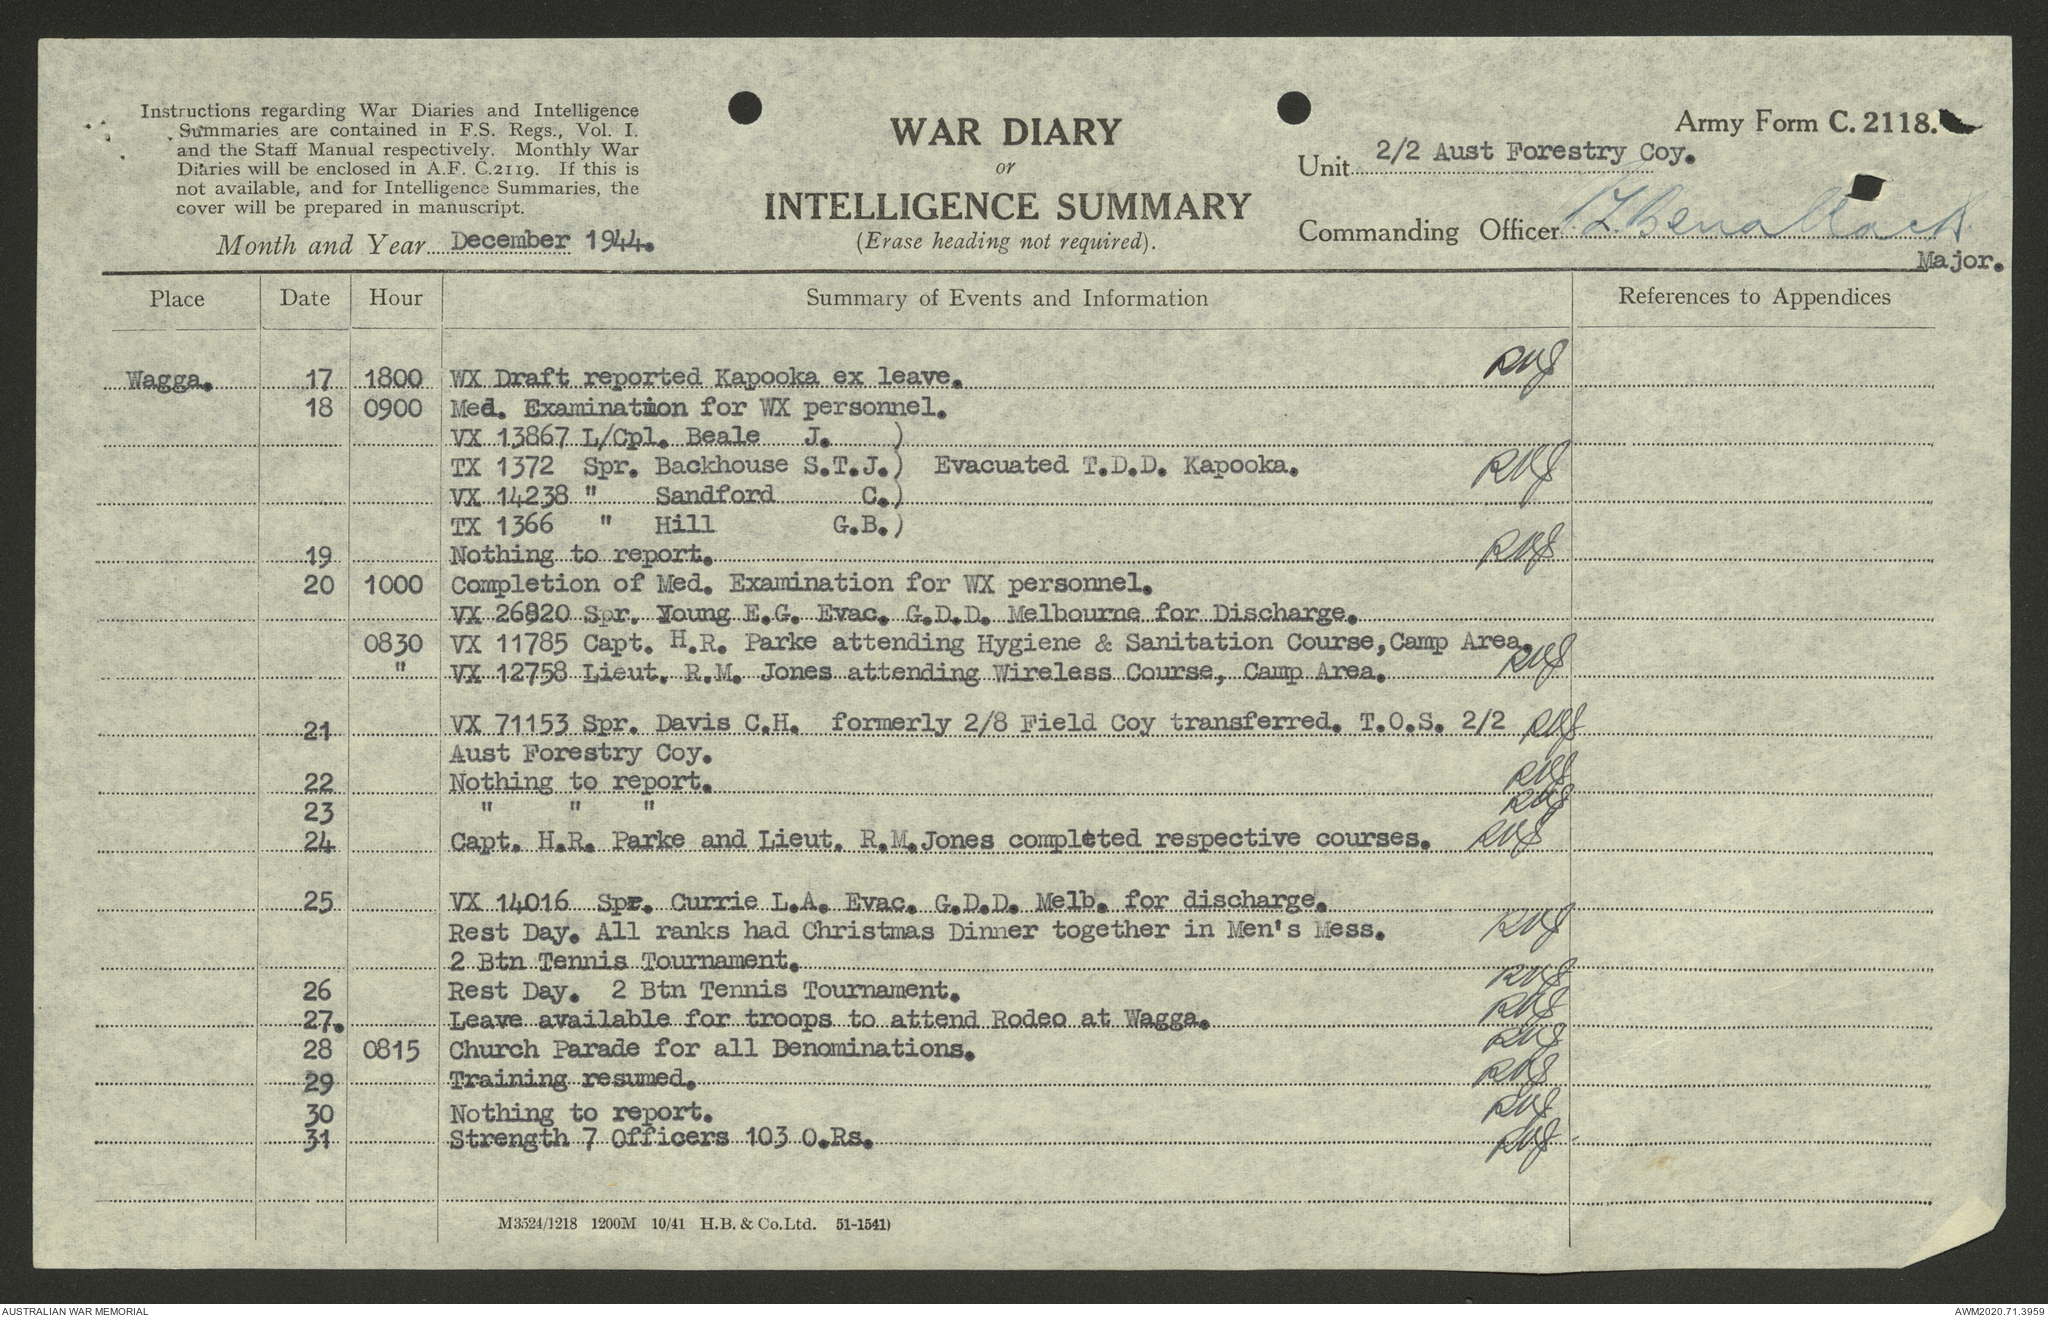 Instructions regarding War Diaries and Intelligence
Summaries are contained in F.S. Regs., Vol. I.
and the Staff Manual respectively. Monthly War
Diaries will be enclosed in A.F. C.2119. If this is
not available, and for Intelligence Summaries, the
cover will be prepared in manuscript.
Month and Year December 1944.
WAR DIARY
or
INTELLIGENCE SUMMARY
(Erase heading not required).
Army Form C. 2118.
Unit 2/2 Aust Forestry Coy.
Commanding Officer
Major.
Place Date Hour Summary of Events and Information References to Appendices
Wagga. 17 1800 WX Draft reported Kapooka ex leave.
18 0900 Med. Examination for WX personnel.
VX 13867 L/Cpl. Beale J. )
TX 1372 Spr. Backhouse S.T.J.) Evacuated T.D.D. Kapooka.
VX 14238 " Sandford C.)
TX 1366 " Hill G.B.)
19 Nothing to report.
20 1000 Completion of Med. Examination for WX personnel.
VX 26820 Spr. Young E.G. Evac. G.D.D. Melbourne for Discharge.
0830 VX 11785 Capt. H.R. Parke attending Hygiene & Sanitation Course,Camp Area.
" VX 12758 Lieut. R.M. Jones attending Wireless Course, Camp Area.
21 VX 71153 Spr. Davis C.H. formerly 2/8 Field Coy transferred. T.O.S. 2/2
Aust Forestry Coy.
22 Nothing to report.
23 " " "
24 Capt. H.R. Parke and Lieut. R.M.Jones completed respective courses.
25 VX 14016 Spr. Currie L.A. Evac. G.D.D. Melb. for discharge.
Rest Day. All ranks had Christmas Dinner together in Men's Mess.
2 Btn Tennis Tournament.
26 Rest Day. 2 Btn Tennis Tournament.
27. Leave available for troops to attend Rodeo at Wagga.
28 0815 Church Parade for all Denominations.
29 Training resumed.
30 Nothing to report.
31 Strength 7 Officers 103 O.Rs.
M3524/1218 1200M 10/41 H.B. & Co.Ltd. 51-1541)
AUSTRALIAN WAR MEMORIAL
AWM2020.71.3959